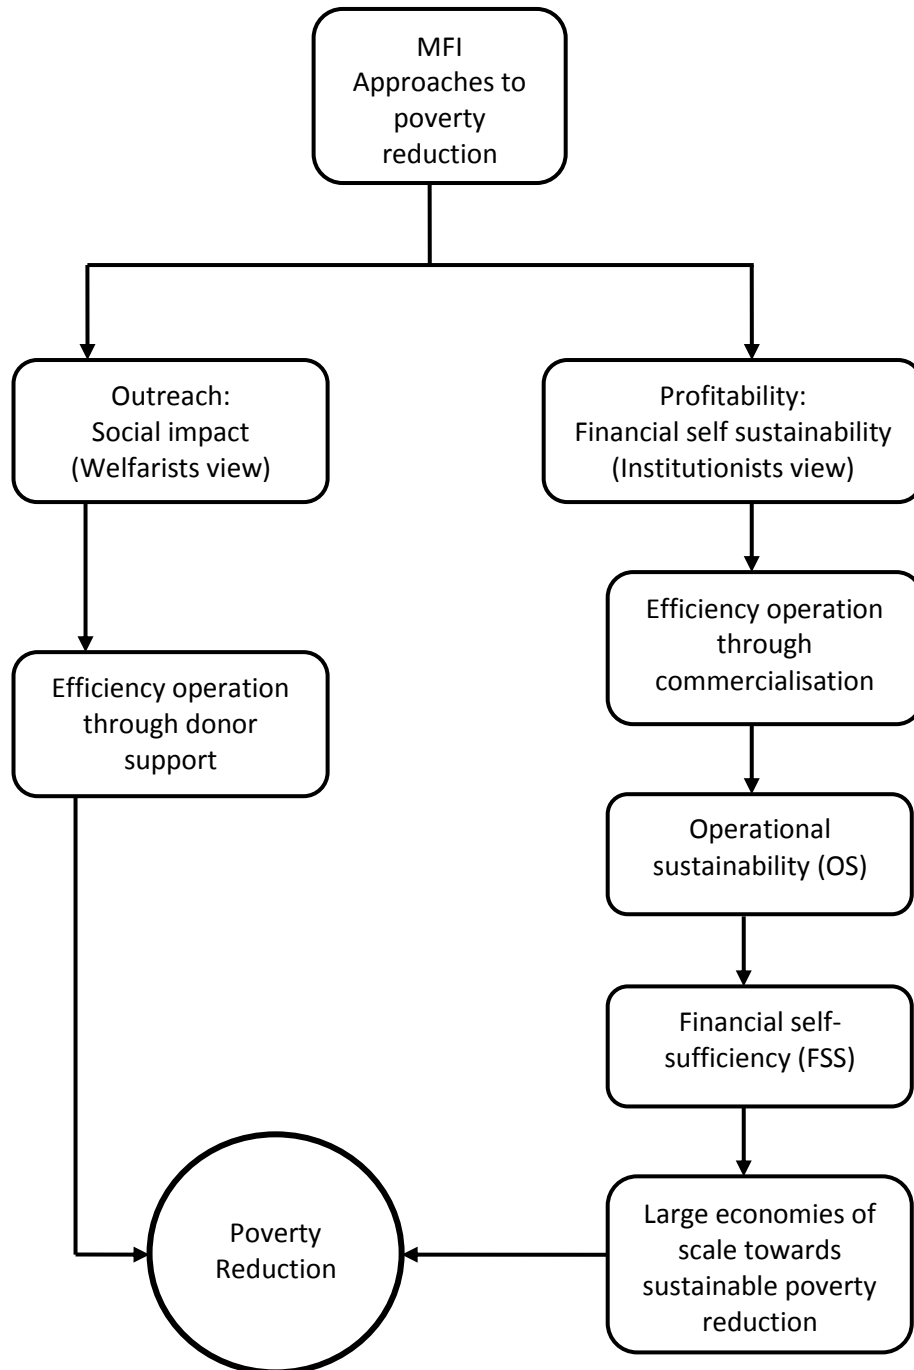 MFI
Approaches to
poverty
reduction
Outreach:
Social impact
(Welfarists view)
Profitability:
Financial self sustainability
(Institutionists view)
Efficiency operation
through
commercialisation
Efficiency operation
through donor
support
Operational
sustainability (OS)
Financial self-
sufficiency (FSS)
Large economies of
scale towards
sustainable poverty
reduction
Poverty
Reduction